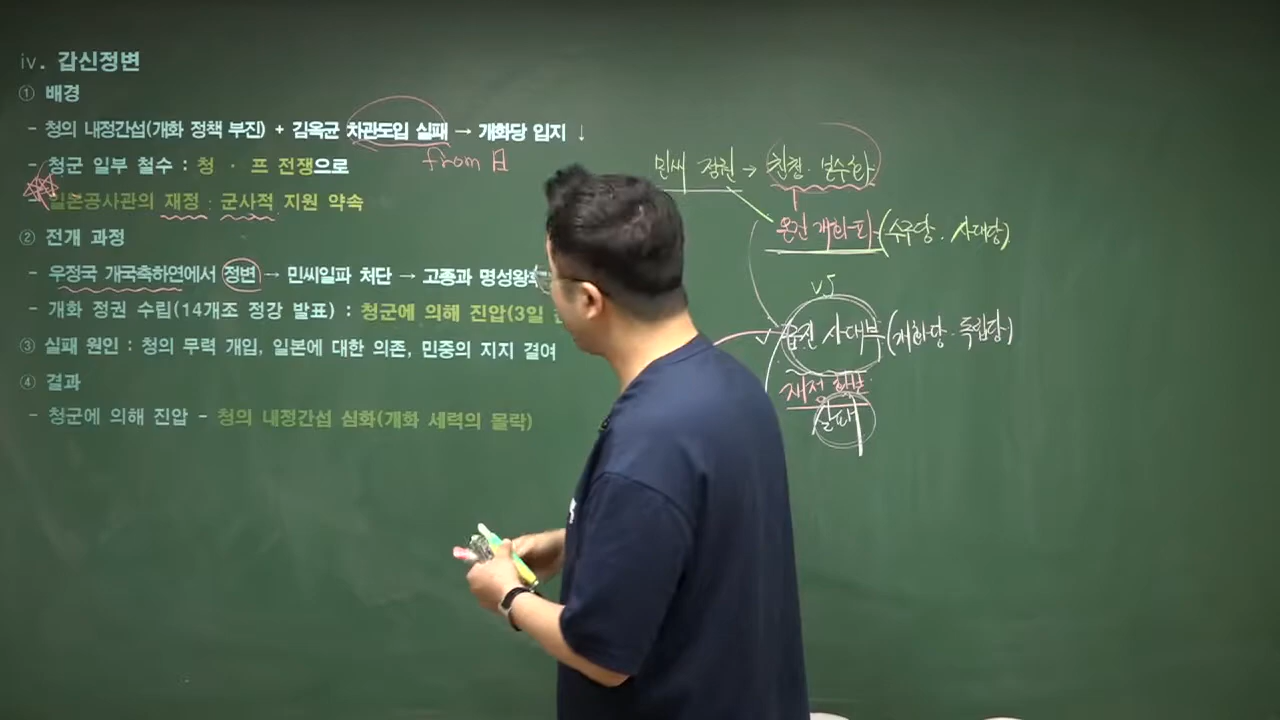 iv. 갑신정변
① 배경
- 청의 내정간섭(개화 정책 부진) + 김옥균 차관도입 실패 → 개화당 입지 ↓
from 日
- 청군 일부 철수 : 청 · 프 전쟁으로
일본공사관의 재정 · 군사적 지원 약속
② 전개 과정
- 우정국 개국축하연에서 정변 → 민씨일파 처단 → 고종과 명성왕후
- 개화 정권 수립(14개조 정강 발표) : 청군에 의해 진압(3일
③ 실패 원인 : 청의 무력 개입, 일본에 대한 의존, 민중의 지지 결여
④ 결과
- 청군에 의해 진압 - 청의 내정간섭 심화(개화 세력의 몰락)
민씨 정권 → 친청 · 보수화
온건 개화파 (수구당 · 사대당)
vs
급진 사대부 (개화당 · 독립당)
재정 확보
실패